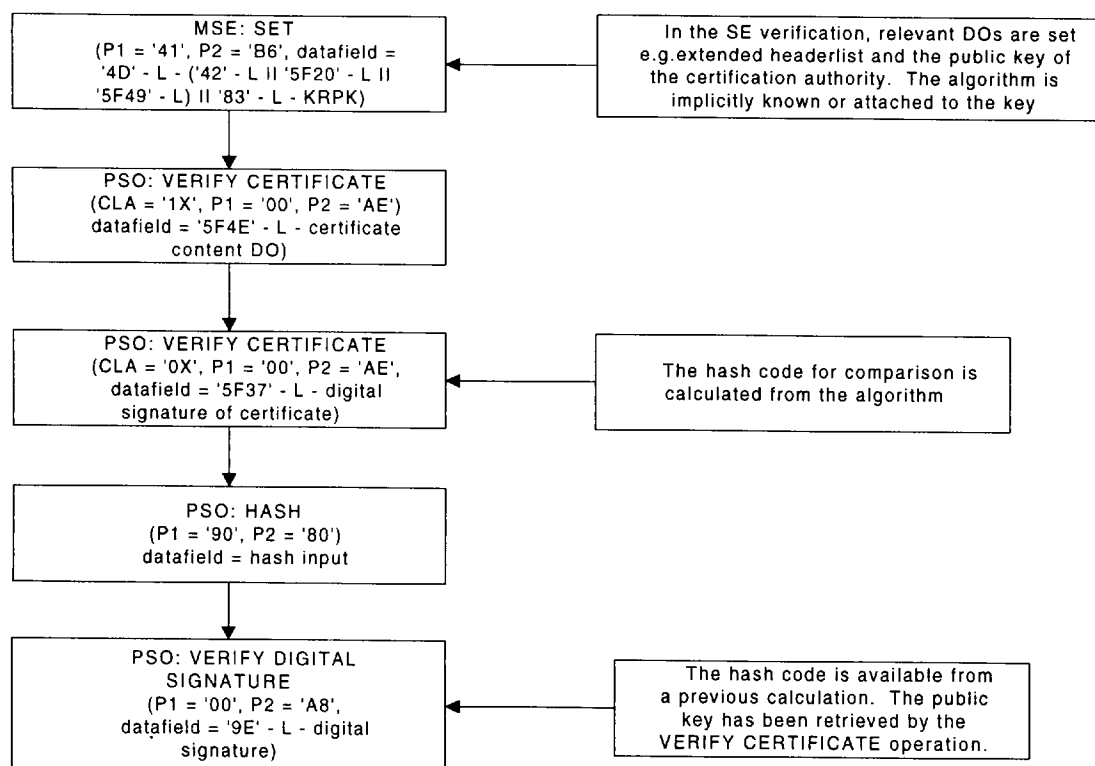 MSE: SET
(P1 = '41', P2 = 'B6', datafield =
'4D' - L - ('42' - L II '5F20' - L II
'5F49' - L) II '83' - L - KRPK)
In the SE verification, relevant DOs are set
e.g.extended headerlist and the public key of
the certification authority. The algorithm is
implicitly known or attached to the key
PSO: VERIFY CERTIFICATE
(CLA = '1X', P1 = '00', P2 = 'AE')
datafield = '5F4E' - L - certificate
content DO)
PSO: VERIFY CERTIFICATE
(CLA = '0X', P1 = '00', P2 = 'AE',
datafield = '5F37' - L - digital
signature of certificate)
The hash code for comparison is
calculated from the algorithm
PSO: HASH
(P1 = '90', P2 = '80')
datafield = hash input
PSO: VERIFY DIGITAL
SIGNATURE
(P1 = '00', P2 = 'A8',
datafield = '9E' - L - digital
signature)
The hash code is available from
a previous calculation. The public
key has been retrieved by the
VERIFY CERTIFICATE operation.